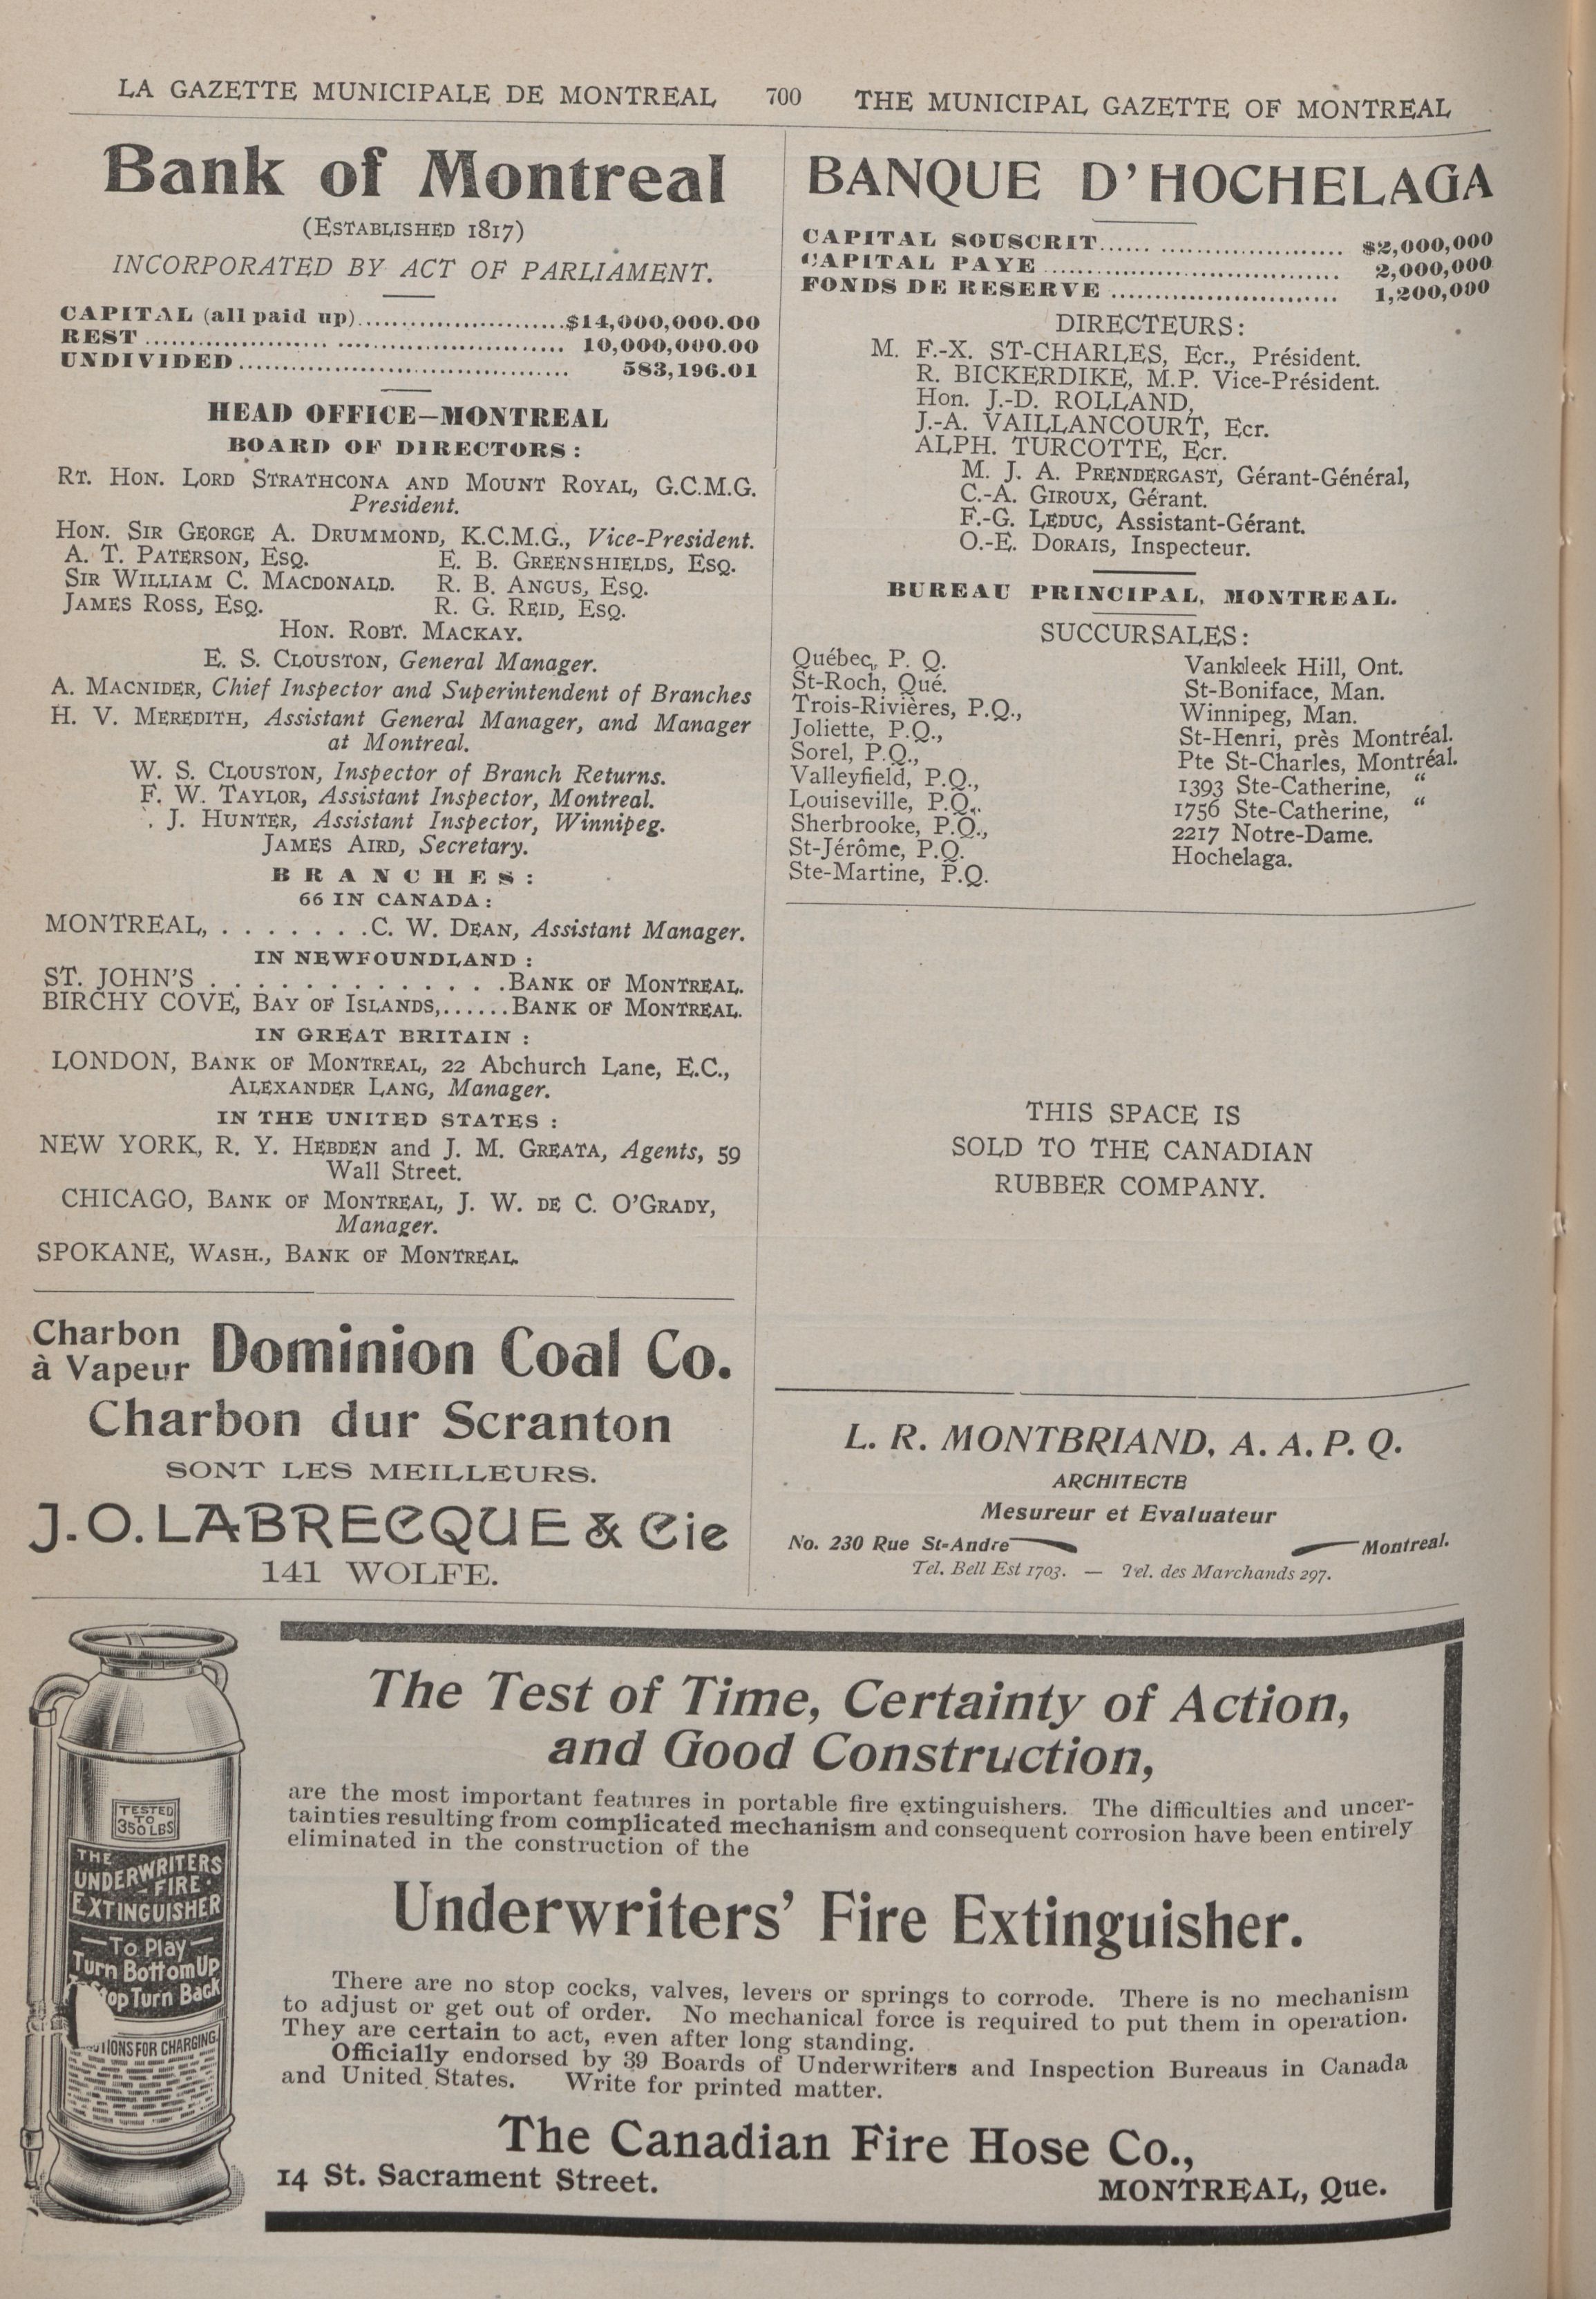 LA GAZETTE MUNICIPALE DE MONTREAL 700 THE MUNICIPAL GAZETTE OF MONTREAL
Bank of Montreal
(ESTABLISHED 1817)
INCORPORATED BY ACT OF PARLIAMENT.
CAPITAL (all paid up)........................$14,000,000.00
REST ................................................ 10,000,000.00
UNDIVIDED...................................... 583,196.01
HEAD OFFICE—MONTREAL
BOARD OF DIRECTORS:
RT. HON. LORD STRATHCONA AND MOUNT ROYAL, G.C.M.G.
President.
HON. SIR GEORGE A. DRUMMOND, K.C.M.G., Vice-President.
A. T. PATERSON, ESQ. E. B. GREENSHIELDS, ESQ.
SIR WILLIAM C. MACDONALD. R. B. ANGUS, ESQ.
JAMES ROSS, ESQ. R. G. REID, ESQ.
HON. ROBT. MACKAY.
E. S. CLOUSTON, General Manager.
A. MACNIDER, Chief Inspector and Superintendent of Branches
H. V. MEREDITH, Assistant General Manager, and Manager
at Montreal.
W. S. CLOUSTON, Inspector of Branch Returns.
F. W. TAYLOR, Assistant Inspector, Montreal.
J. HUNTER, Assistant Inspector, Winnipeg.
JAMES AIRD, Secretary.
BRANCHES:
66 IN CANADA:
MONTREAL, . . . . . . . C. W. DEAN, Assistant Manager.
IN NEWFOUNDLAND:
ST. JOHN'S . . . . . . . . . . . . . BANK OF MONTREAL.
BIRCHY COVE, BAY OF ISLANDS,......BANK OF MONTREAL.
IN GREAT BRITAIN:
LONDON, BANK OF MONTREAL, 22 Abchurch Lane, E.C.,
ALEXANDER LANG, Manager.
IN THE UNITED STATES:
NEW YORK, R. Y. HEBDEN and J. M. GREATA, Agents, 59
Wall Street.
CHICAGO, BANK OF MONTREAL, J. W. DE C. O'GRADY,
Manager.
SPOKANE, WASH., BANK OF MONTREAL.
Charbon
à Vapeur Dominion Coal Co.
Charbon dur Scranton
SONT LES MEILLEURS.
J.O. LABRECQUE & Cie
141 WOLFE.
BANQUE D'HOCHELAGA
CAPITAL SOUSCRIT........................... $2,000,000
CAPITAL PAYE .................................. 2,000,000
FONDS DE RESERVE .......................... 1,200,000
DIRECTEURS:
M. F.-X. ST-CHARLES, Ecr., Président.
R. BICKERDIKE, M.P. Vice-Président.
Hon. J.-D. ROLLAND,
J.-A. VAILLANCOURT, Ecr.
ALPH. TURCOTTE, Ecr.
M. J. A. PRENDERGAST, Gérant-Général,
C.-A. GIROUX, Gérant.
F.-G. LEDUC, Assistant-Gérant.
O.-E. DORAIS, Inspecteur.
BUREAU PRINCIPAL, MONTREAL.
SUCCURSALES:
Québec, P. Q. Vankleek Hill, Ont.
St-Roch, Qué. St-Boniface, Man.
Trois-Rivières, P.Q., Winnipeg, Man.
Joliette, P.Q., St-Henri, près Montréal.
Sorel, P.Q., Pte St-Charles, Montréal.
Valleyfield, P.Q., 1393 Ste-Catherine, "
Louiseville, P.Q., 1756 Ste-Catherine, "
Sherbrooke, P.Q., 2217 Notre-Dame.
St-Jérôme, P.Q. Hochelaga.
Ste-Martine, P.Q.
THIS SPACE IS
SOLD TO THE CANADIAN
RUBBER COMPANY.
L. R. MONTBRIAND, A. A. P. Q.
ARCHITECTE
Mesureur et Evaluateur
No. 230 Rue St-Andre Montreal.
Tel. Bell Est 1703. — Tel. des Marchands 297.
TESTED
TO
350 LBS
THE
UNDERWRITERS
FIRE
EXTINGUISHER
To Play
Turn Bottom Up
Turn Back
FOR CHARGING
The Test of Time, Certainty of Action,
and Good Construction,
are the most important features in portable fire extinguishers. The difficulties and uncer-
tainties resulting from complicated mechanism and consequent corrosion have been entirely
eliminated in the construction of the
Underwriters' Fire Extinguisher.
There are no stop cocks, valves, levers or springs to corrode. There is no mechanism
to adjust or get out of order. No mechanical force is required to put them in operation.
They are certain to act, even after long standing.
Officially endorsed by 39 Boards of Underwriters and Inspection Bureaus in Canada
and United States. Write for printed matter.
The Canadian Fire Hose Co.,
14 St. Sacrament Street. MONTREAL, Que.